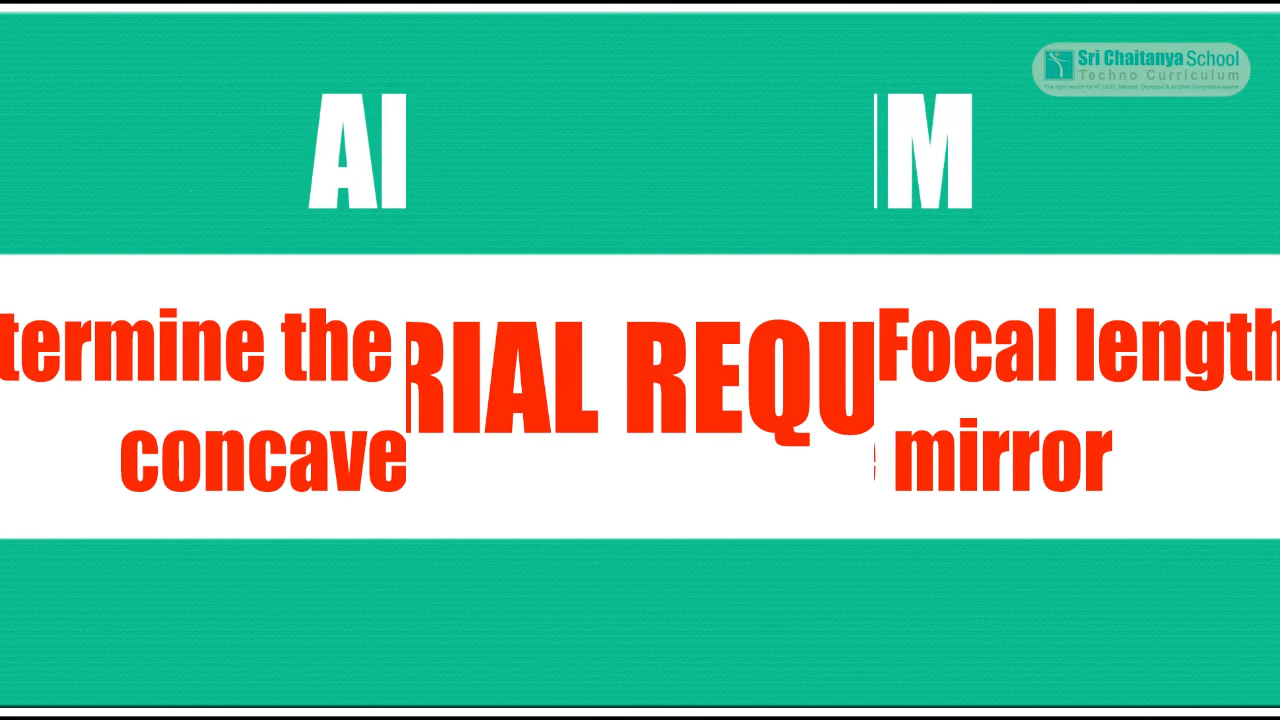 Sri Chaitanya School
Techno Curriculum
AI M
termine the RIAL REQU Focal length
concave mirror